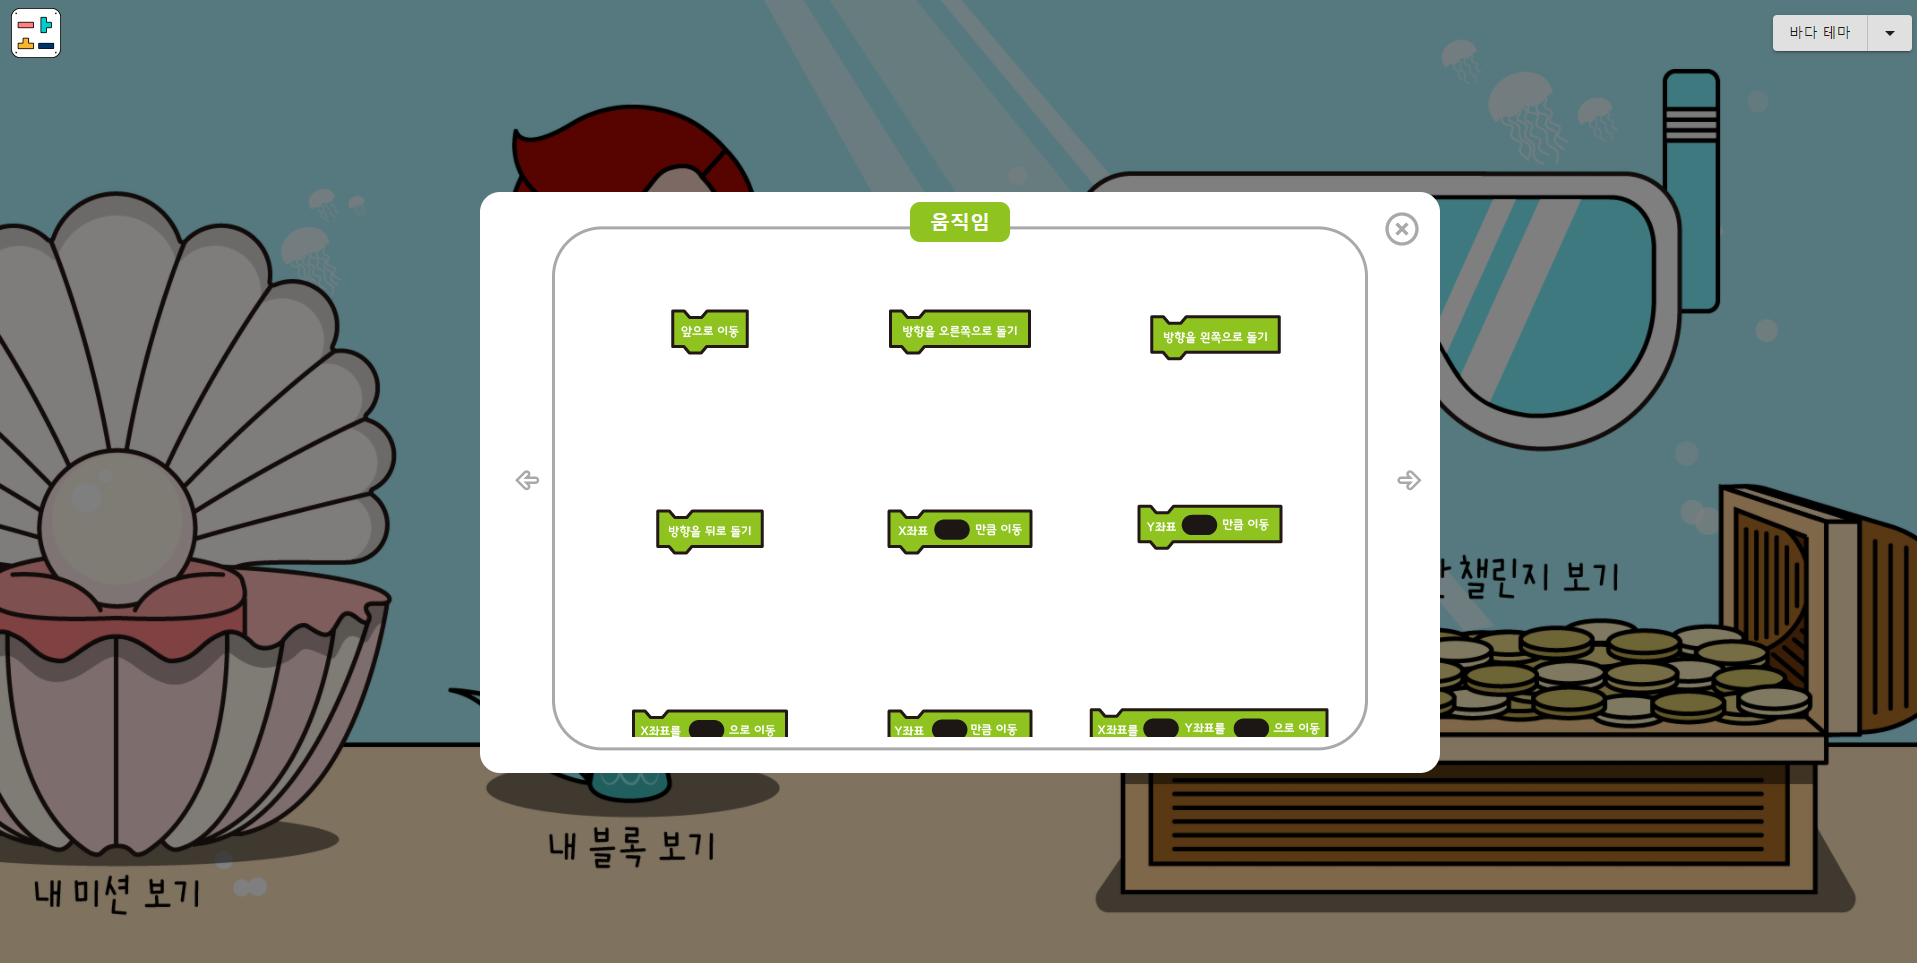 바다 테마
움직임
앞으로 이동
방향을 오른쪽으로 돌기
방향을 왼쪽으로 돌기
방향을 뒤로 돌기
X좌표 만큼 이동
Y좌표 만큼 이동
X좌표를 으로 이동
Y좌표 만큼 이동
X좌표를 Y좌표를 으로 이동
챌린지 보기
내 블록 보기
내 미션 보기